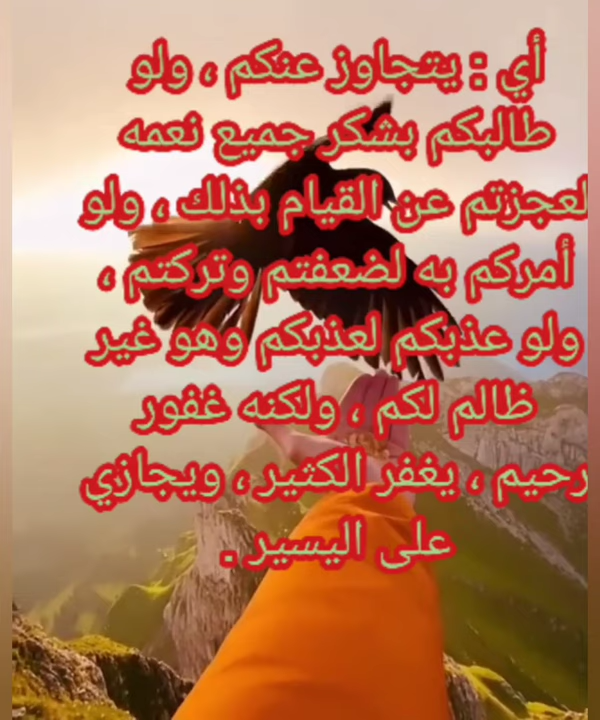 أي : يتجاوز عنكم ، ولو
طالبكم بشكر جميع نعمه
لعجزتم عن القيام بذلك ، ولو
أمركم به لضعفتم وتركتم ،
ولو عذبكم لعذبكم وهو غير
ظالم لكم ، ولكنه غفور
رحيم ، يغفر الكثير ، ويجازي
على اليسير .